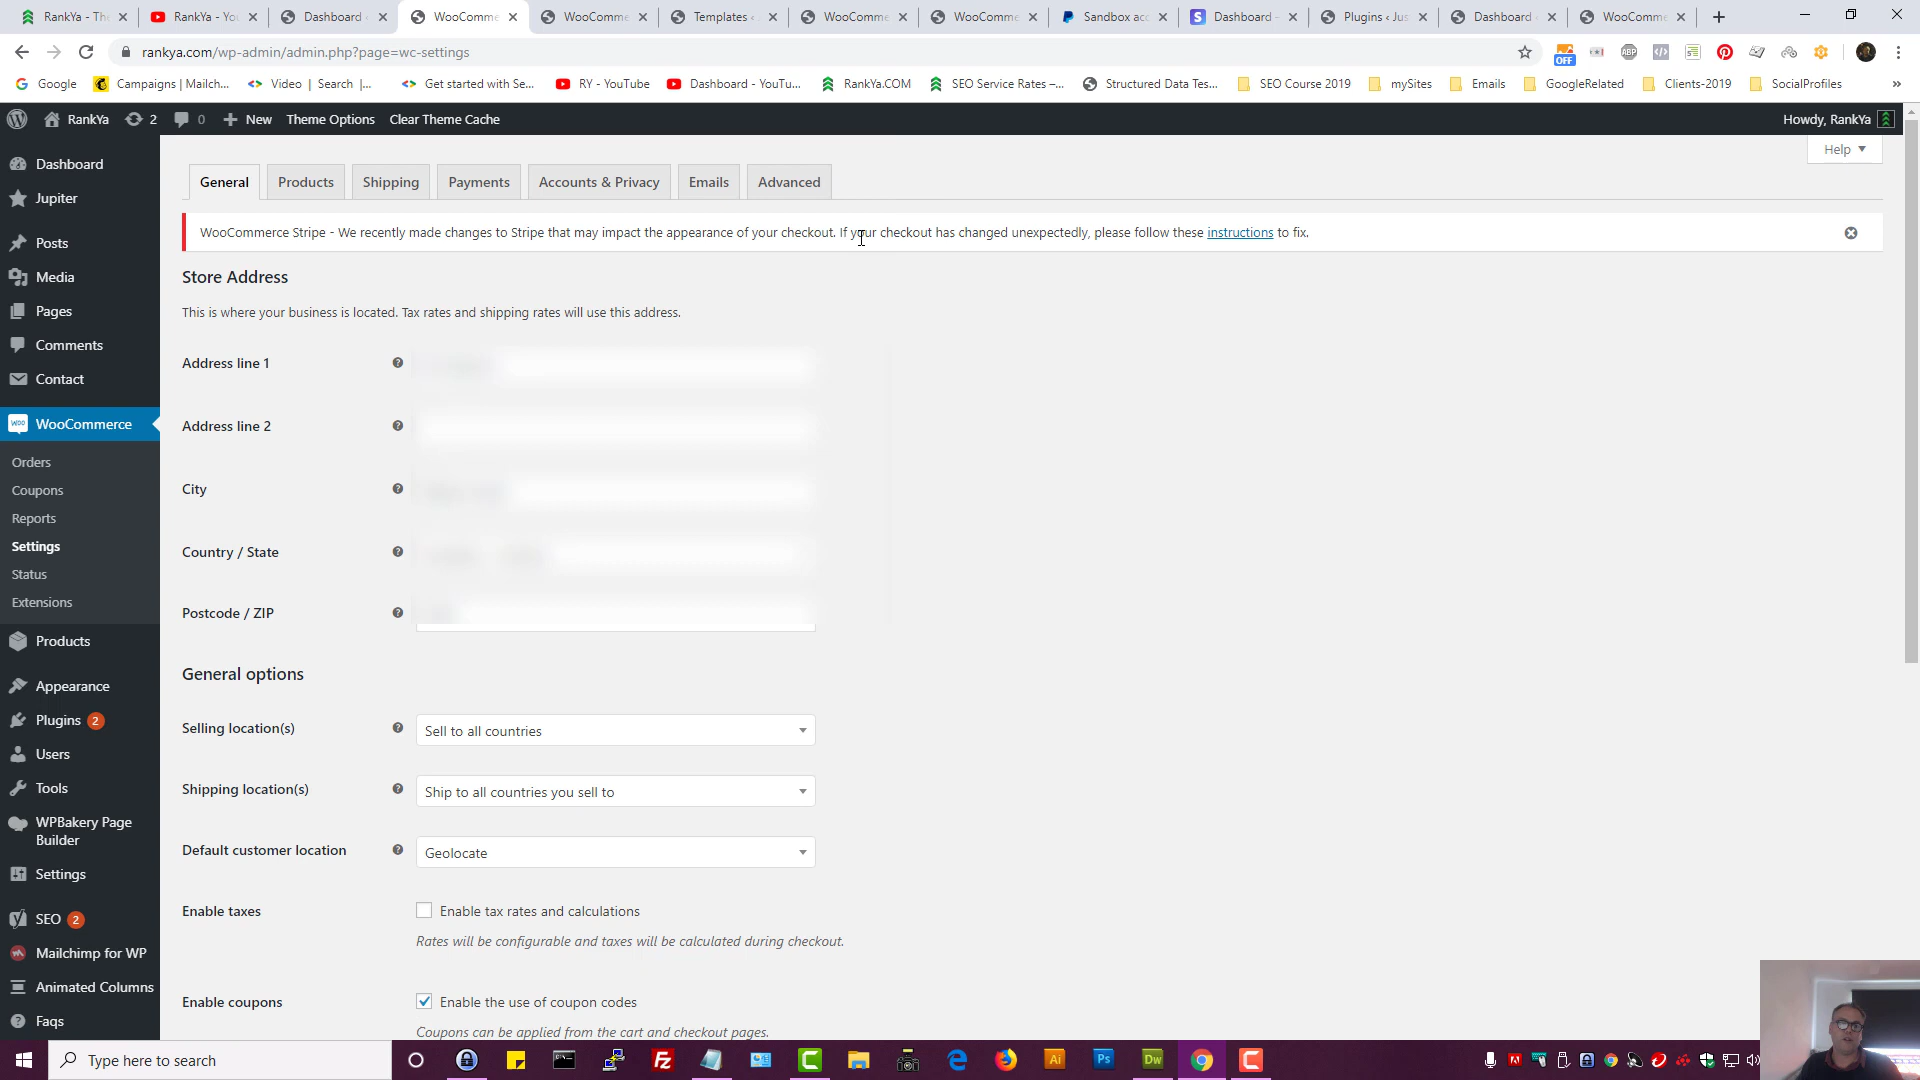 RankYa - The
RankYa - You
Dashboard ‹
WooComme
WooComme
Templates ‹
WooComme
WooComme
Sandbox acc
Dashboard –
Plugins ‹ Jus
Dashboard ‹
WooComme
rankya.com/wp-admin/admin.php?page=wc-settings
OFF
ABP
Google
Campaigns | Mailch...
Video | Search |...
Get started with Se...
RY - YouTube
Dashboard - YouTu...
RankYa.COM
SEO Service Rates –...
Structured Data Tes...
SEO Course 2019
mySites
Emails
GoogleRelated
Clients-2019
SocialProfiles
RankYa
2
0
New
Theme Options
Clear Theme Cache
Howdy, RankYa
Help
Dashboard
Jupiter
Posts
Media
Pages
Comments
Contact
WooCommerce
Orders
Coupons
Reports
Settings
Status
Extensions
Products
Appearance
Plugins 2
Users
Tools
WPBakery Page
Builder
Settings
SEO 2
Mailchimp for WP
Animated Columns
Faqs
General
Products
Shipping
Payments
Accounts & Privacy
Emails
Advanced
WooCommerce Stripe - We recently made changes to Stripe that may impact the appearance of your checkout. If your checkout has changed unexpectedly, please follow these instructions to fix.
Store Address
This is where your business is located. Tax rates and shipping rates will use this address.
Address line 1
Address line 2
City
Country / State
Postcode / ZIP
General options
Selling location(s)
Sell to all countries
Shipping location(s)
Ship to all countries you sell to
Default customer location
Geolocate
Enable taxes
Enable tax rates and calculations
Rates will be configurable and taxes will be calculated during checkout.
Enable coupons
Enable the use of coupon codes
Coupons can be applied from the cart and checkout pages.
Type here to search
Ai
Ps
Dw